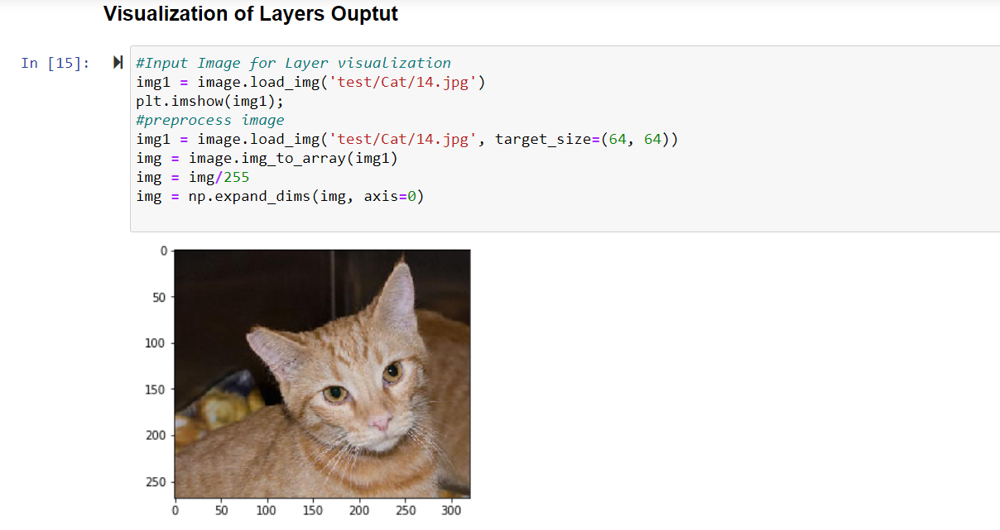 Visualization of Layers Ouptut
In [15]:
#Input Image for Layer visualization
img1 = image.load_img('test/Cat/14.jpg')
plt.imshow(img1);
#preprocess image
img1 = image.load_img('test/Cat/14.jpg', target_size=(64, 64))
img = image.img_to_array(img1)
img = img/255
img = np.expand_dims(img, axis=0)
0
50
100
150
200
250
0 50 100 150 200 250 300